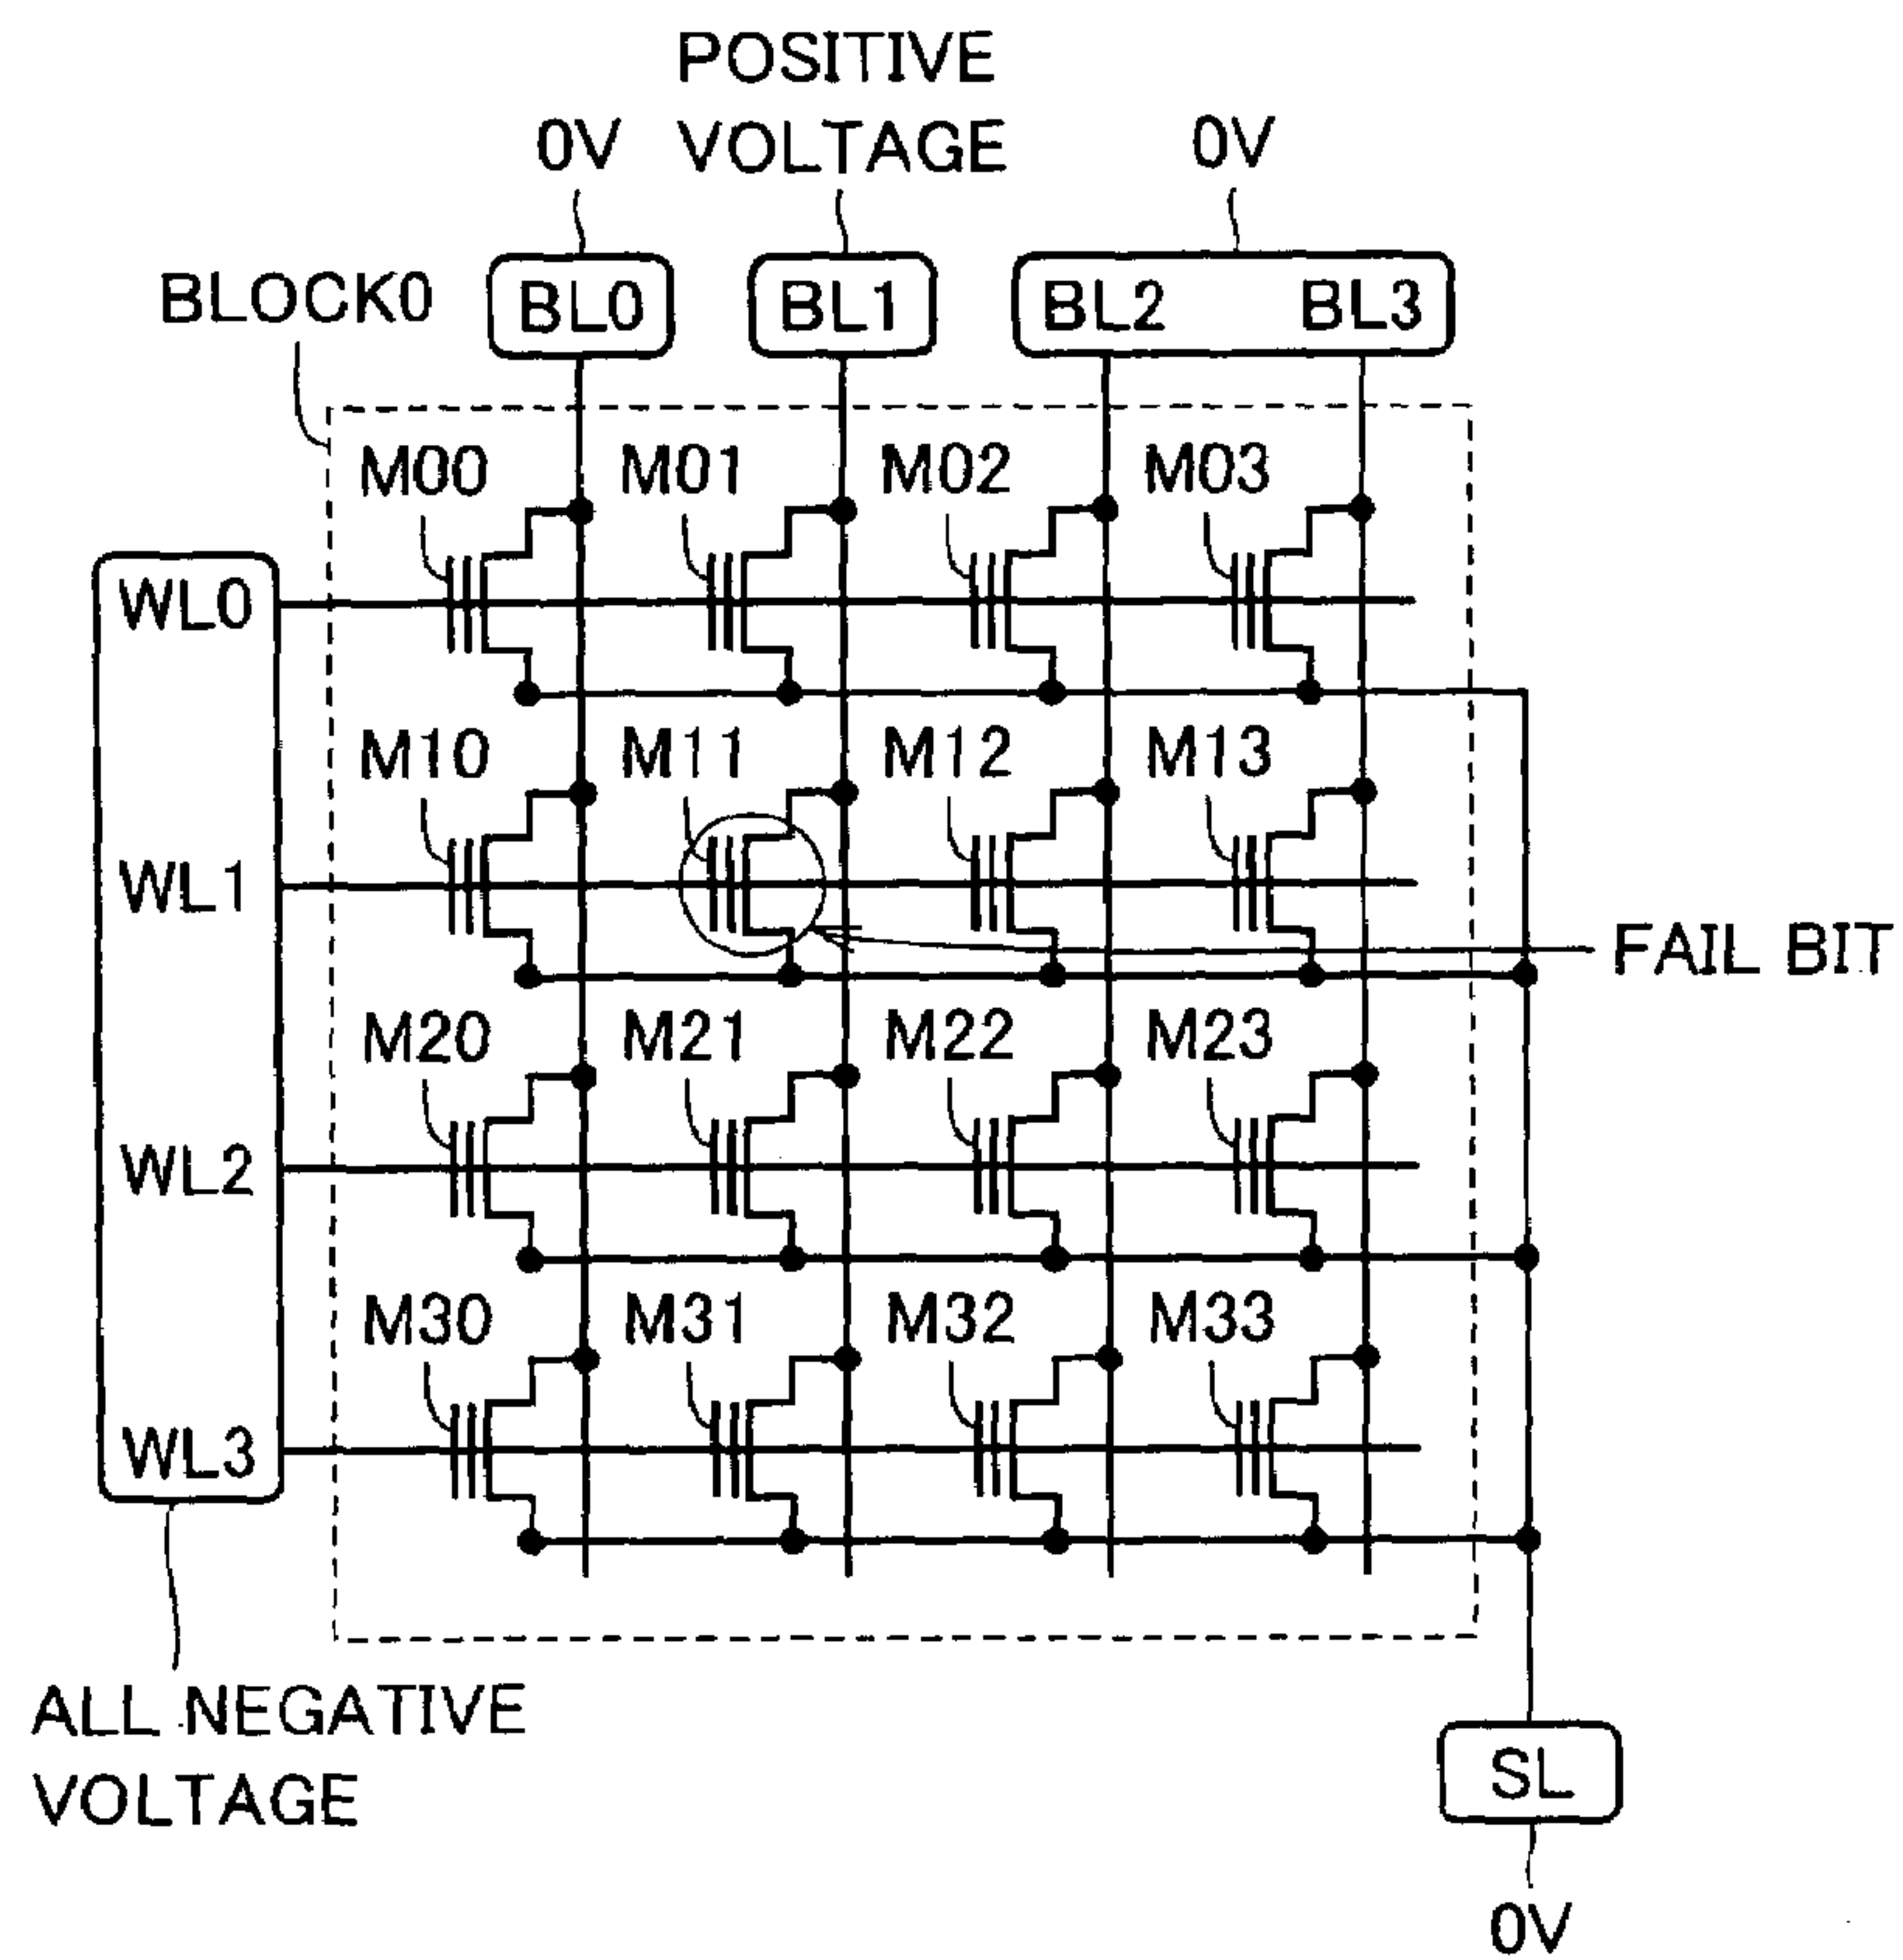 POSITIVE
0V VOLTAGE 0V
BLOCK0 BL0 BL1 BL2 BL3
M00 M01 M02 M03
WL0
M10 M11 M12 M13
WL1
FAIL BIT
M20 M21 M22 M23
WL2
M30 M31 M32 M33
WL3
ALL NEGATIVE
VOLTAGE
SL
0V